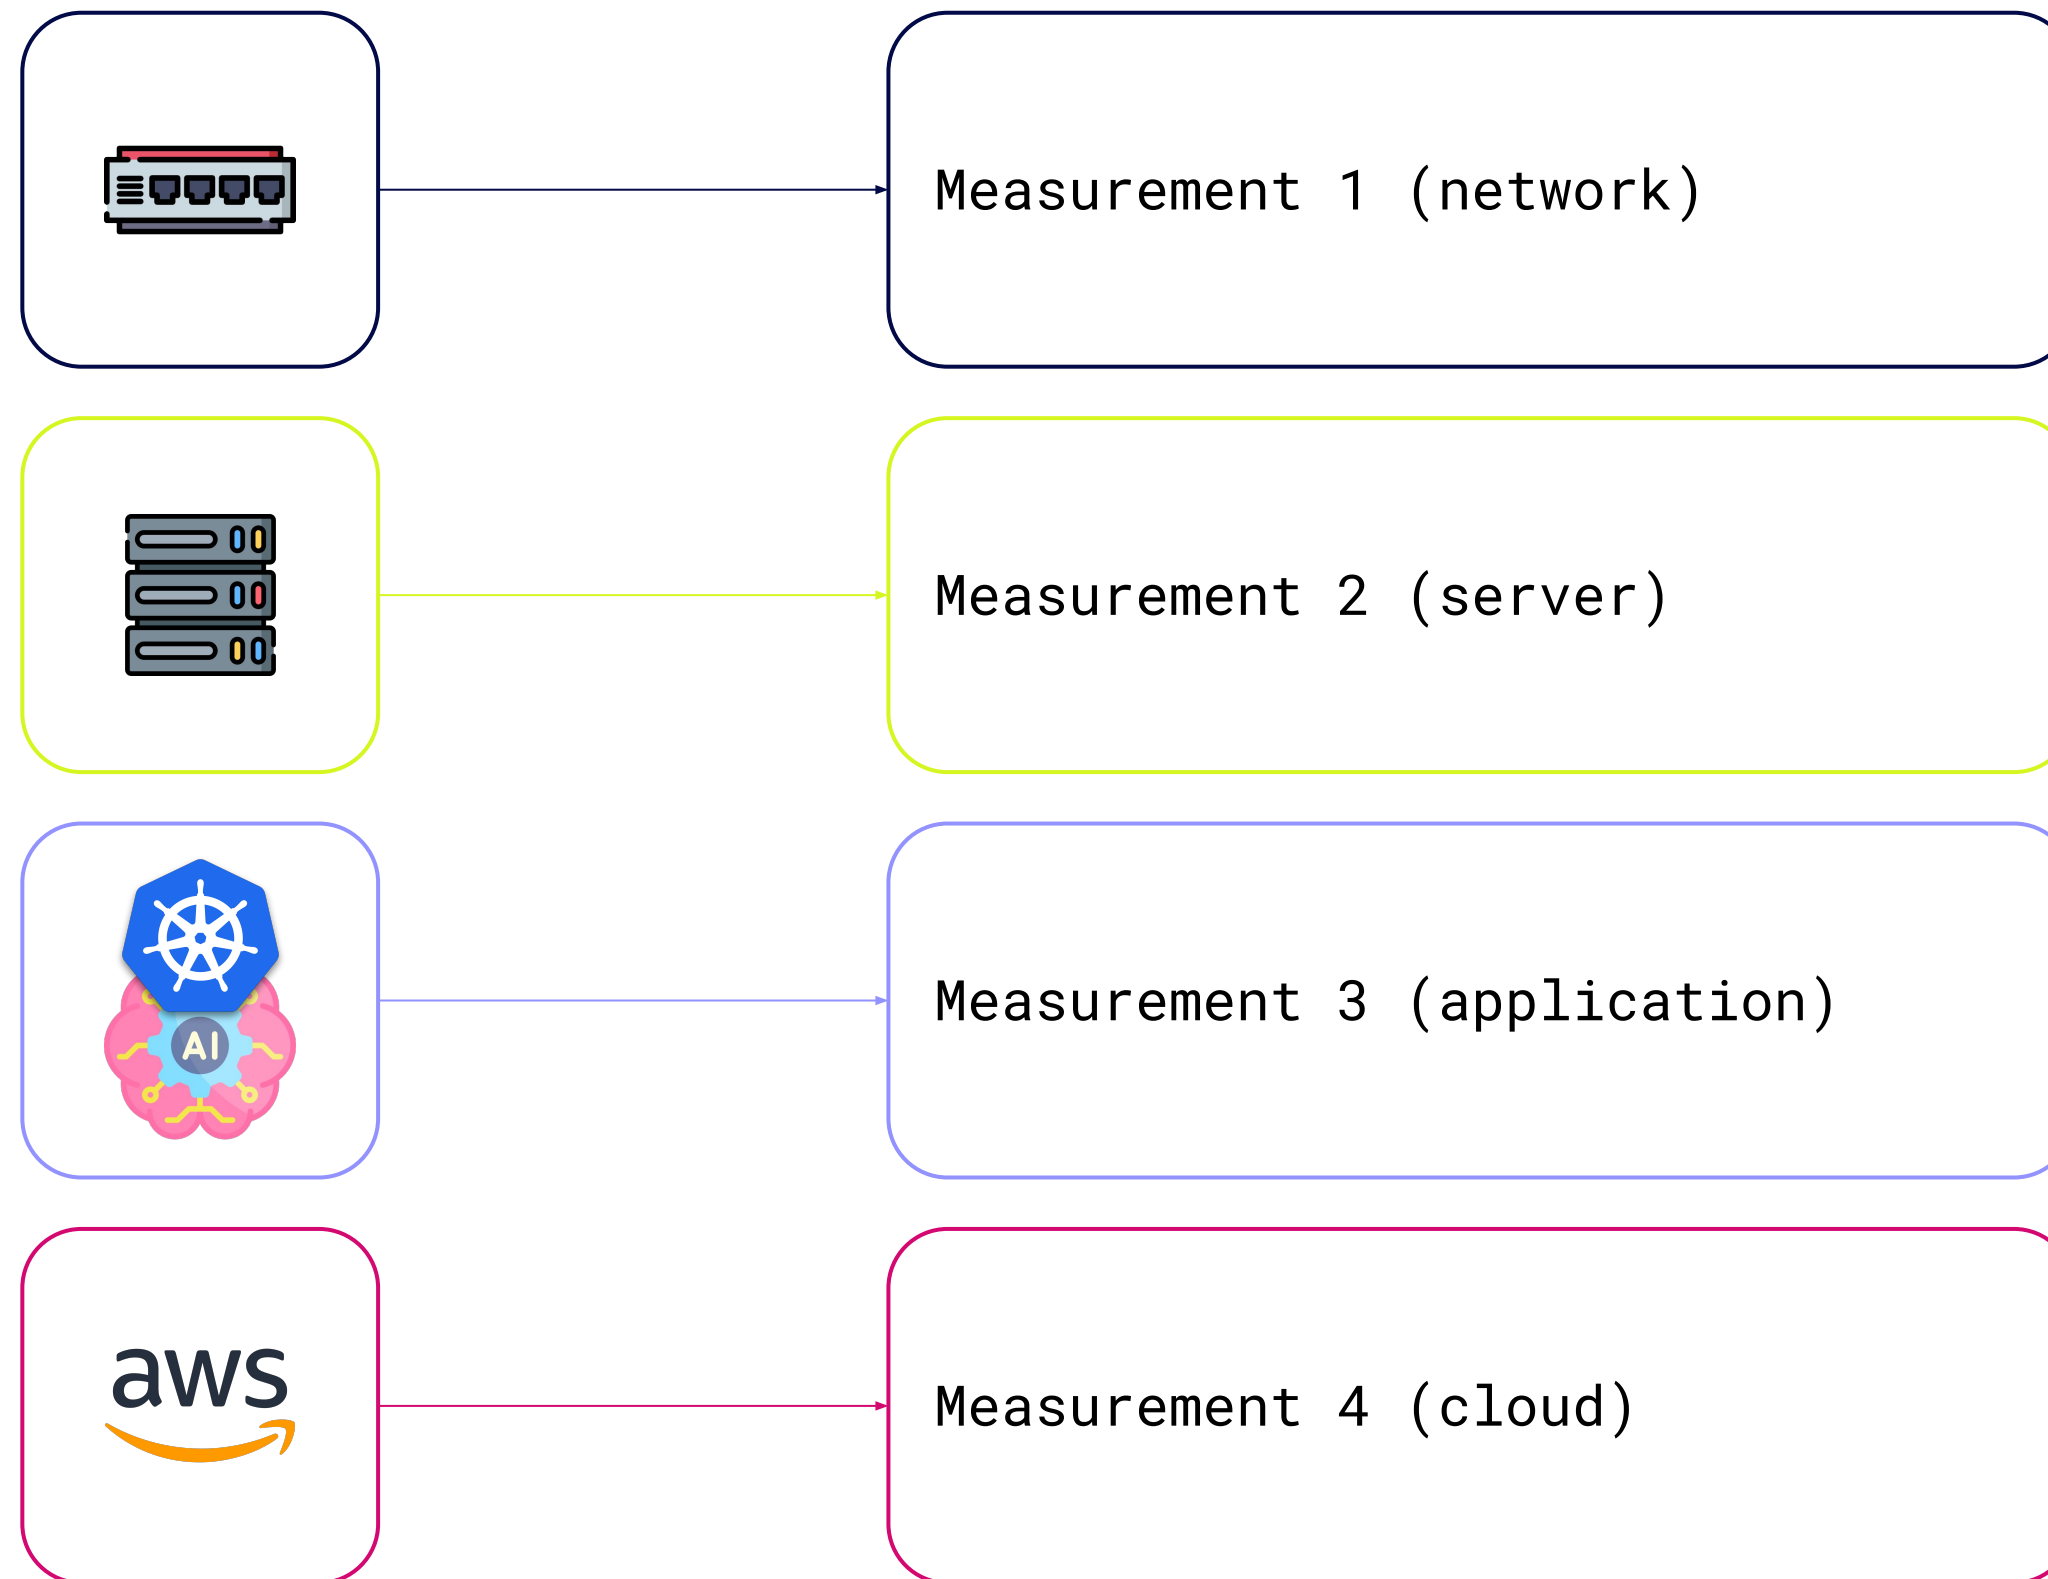 Measurement 1 (network)
Measurement 2 (server)
AI
Measurement 3 (application)
aws
Measurement 4 (cloud)